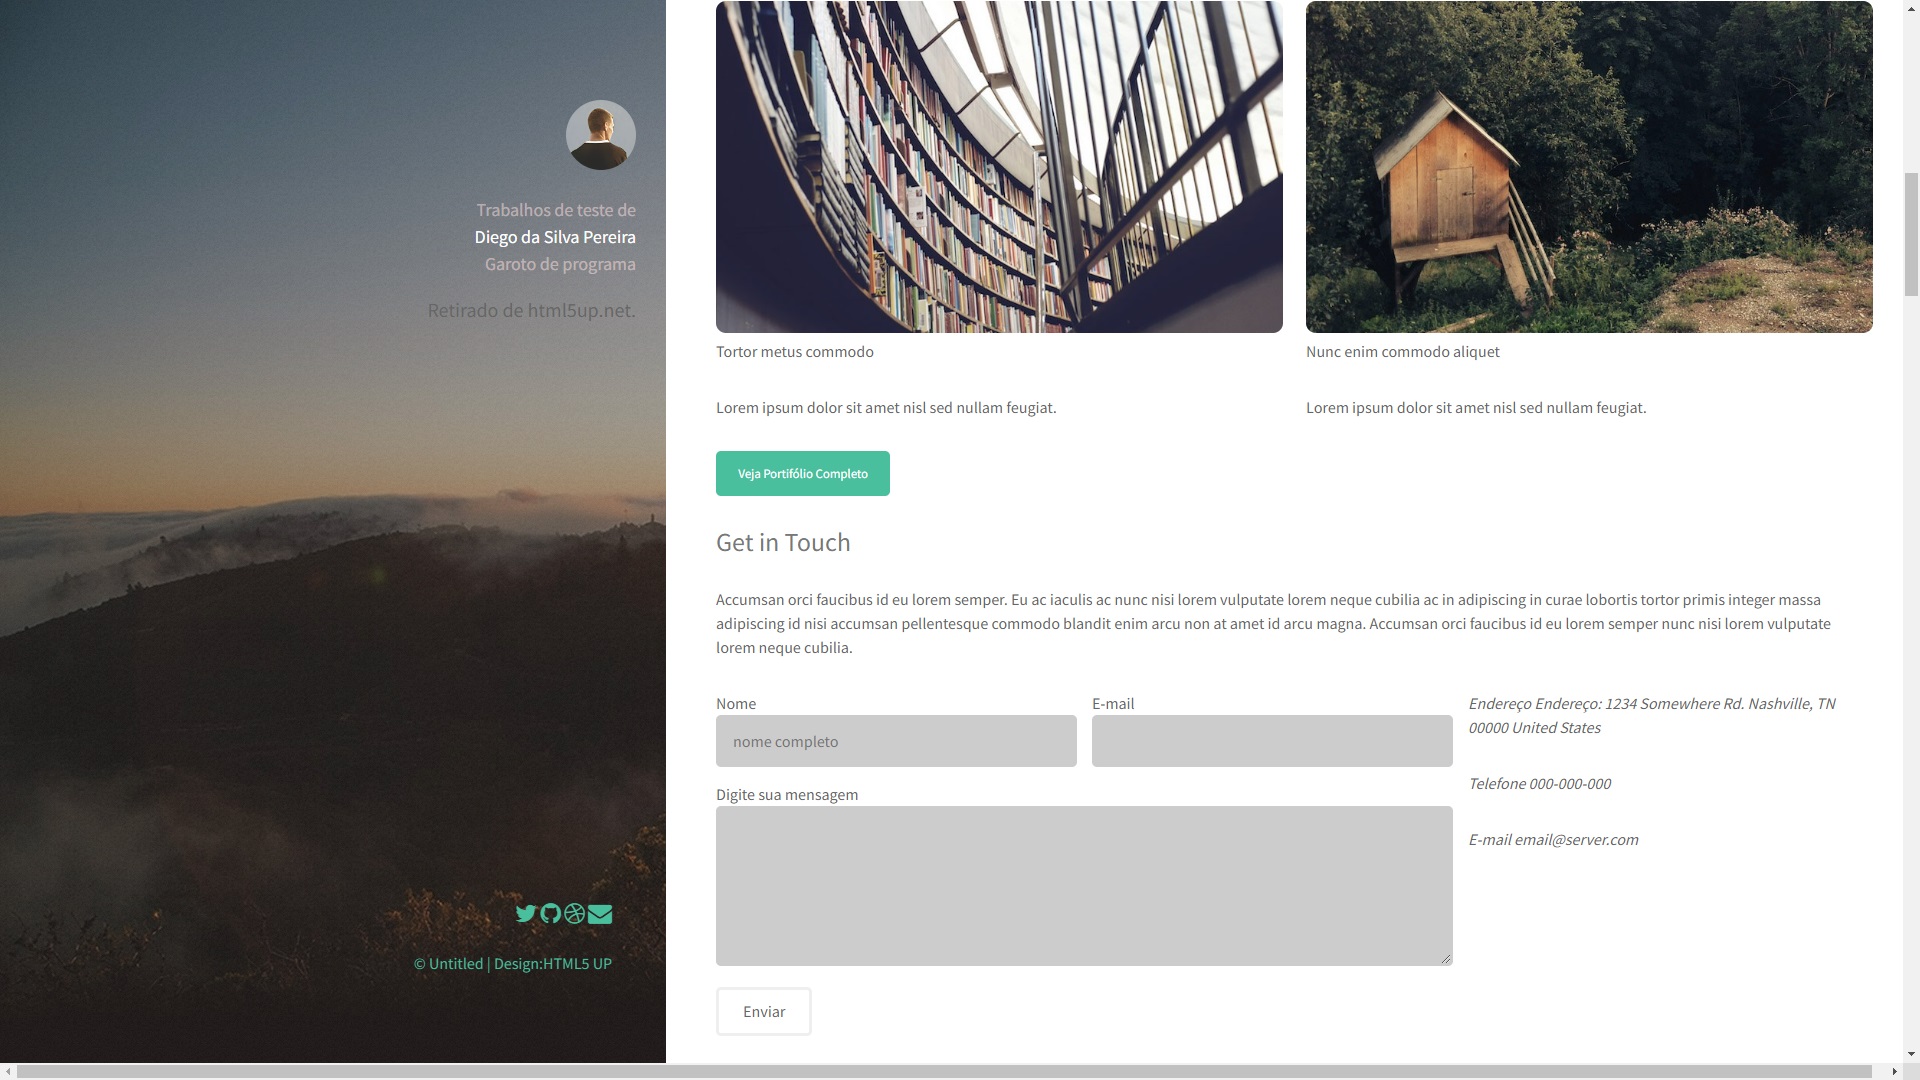 Trabalhos de teste de
Diego da Silva Pereira
Garoto de programa
Retirado de html5up.net.
© Untitled | Design:HTML5 UP
Tortor metus commodo
Lorem ipsum dolor sit amet nisl sed nullam feugiat.
Nunc enim commodo aliquet
Lorem ipsum dolor sit amet nisl sed nullam feugiat.
Veja Portifólio Completo
Get in Touch
Accumsan orci faucibus id eu lorem semper. Eu ac iaculis ac nunc nisi lorem vulputate lorem neque cubilia ac in adipiscing in curae lobortis tortor primis integer massa
adipiscing id nisi accumsan pellentesque commodo blandit enim arcu non at amet id arcu magna. Accumsan orci faucibus id eu lorem semper nunc nisi lorem vulputate
lorem neque cubilia.
Nome
nome completo
E-mail
Digite sua mensagem
Enviar
Endereço Endereço: 1234 Somewhere Rd. Nashville, TN
00000 United States
Telefone 000-000-000
E-mail email@server.com